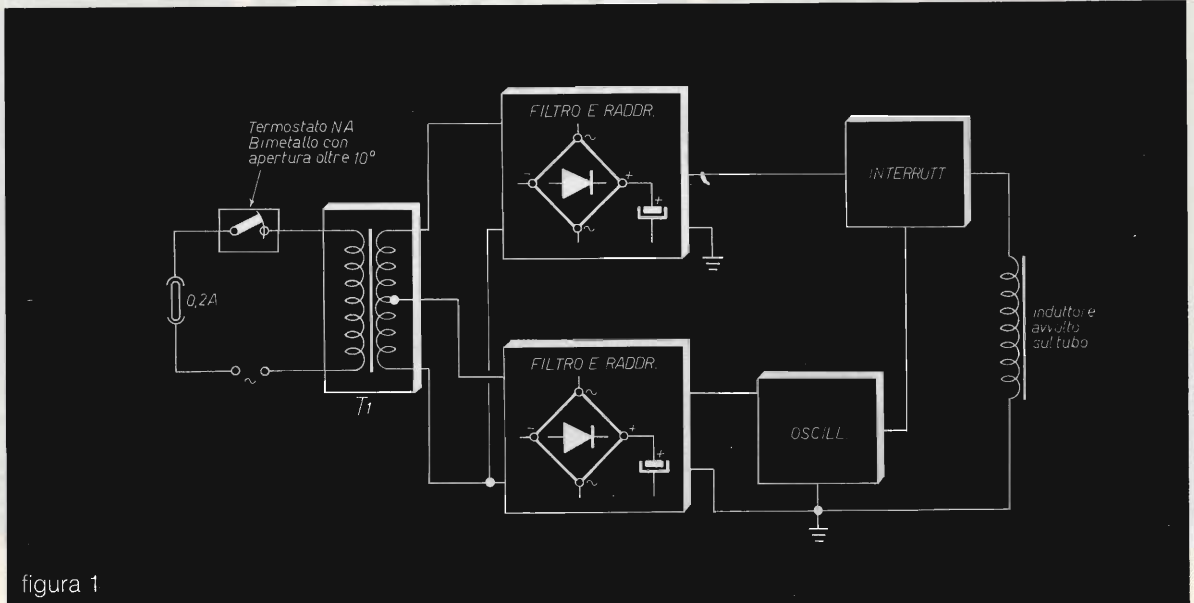 Termostato NA
Bimetallo con
apertura oltre 10°
0,2A
~
T1
FILTRO E RADDR.
~
- +
+
~
FILTRO E RADDR.
~
- +
+
~
INTERRUTT
OSCILL
induttore
avvolto
sul tubo
figura 1